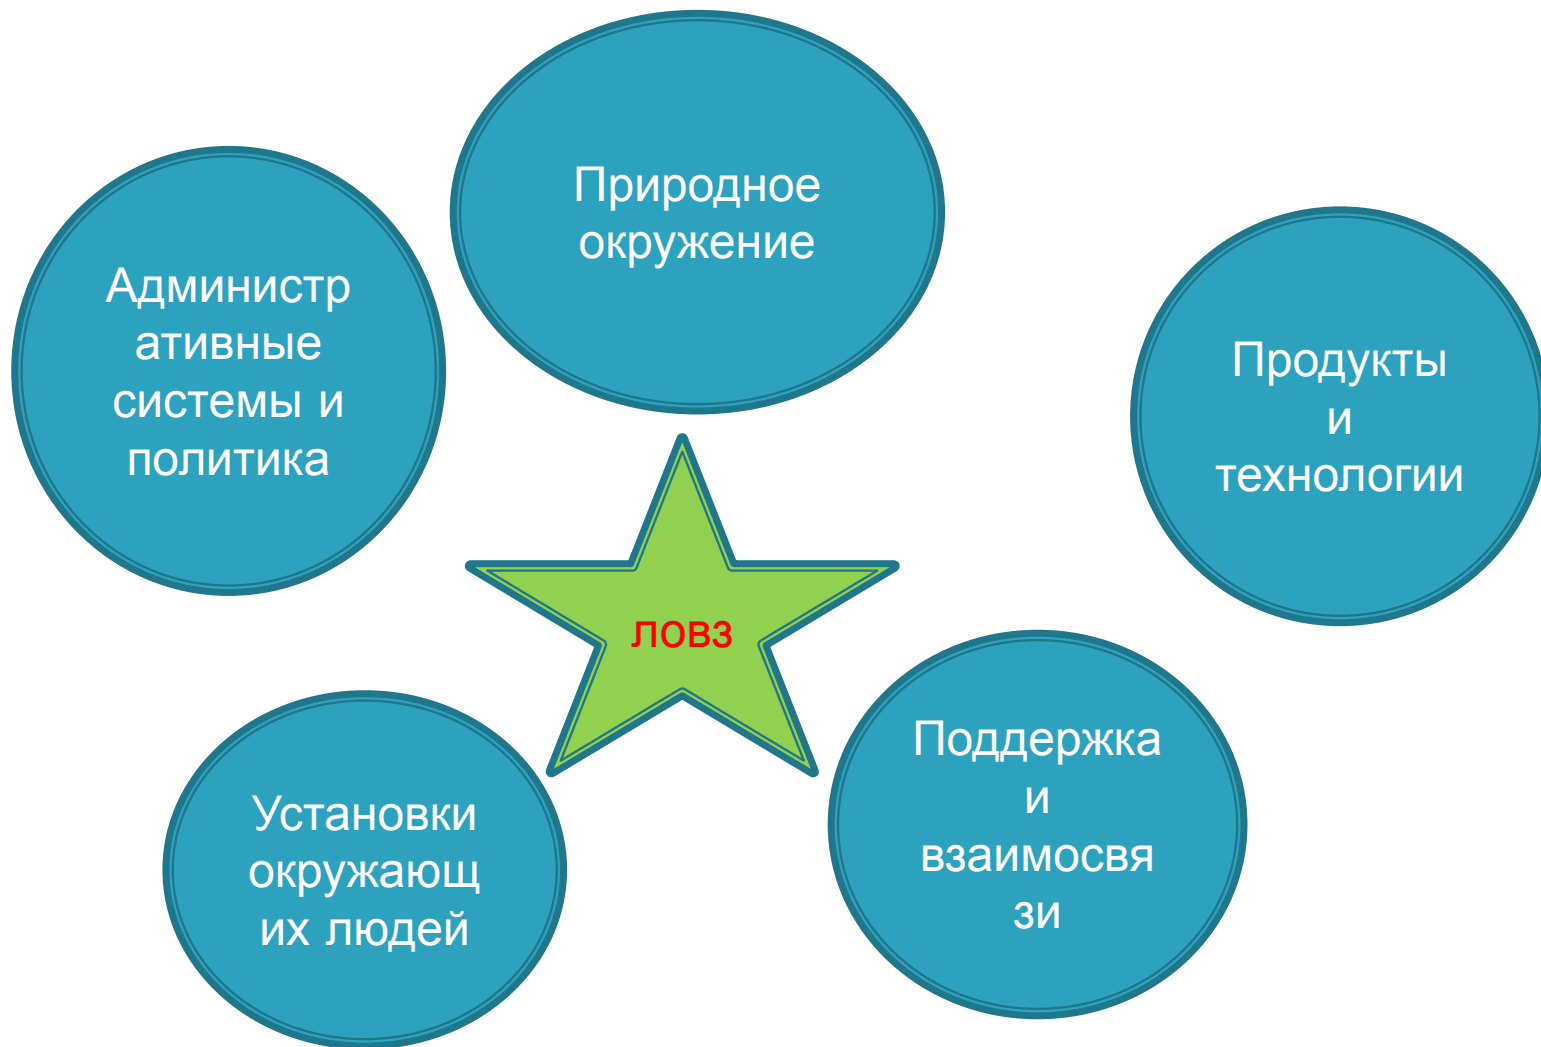 Природное
окружение
Администр
ативные
системы и
политика
Продукты
и
технологии
ловз
Поддержка
и
взаимосвя
зи
Установки
окружающ
их людей